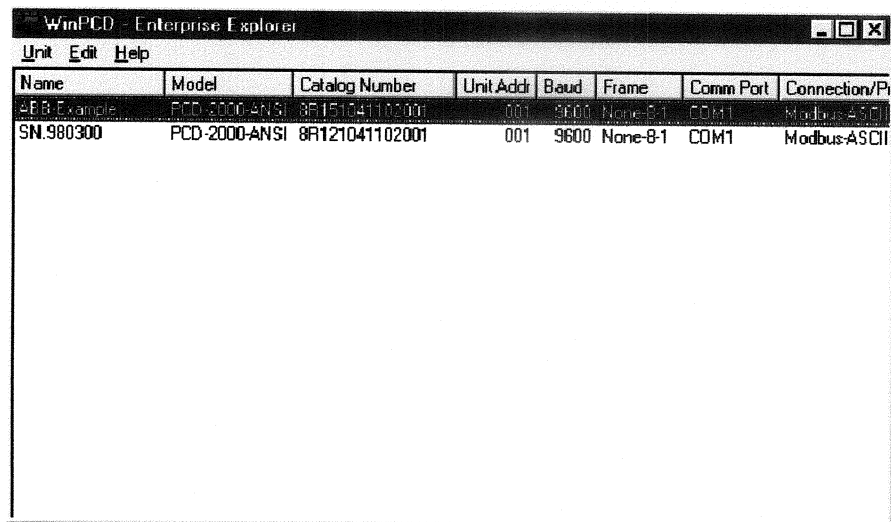 WinPCD - Enterprise Explorer
Unit Edit Help
Name Model Catalog Number Unit Addr Baud Frame Comm Port Connection/Pr
ABB-Example PCD-2000-ANSI 8R151041102001 001 9600 None-8-1 COM1 Modbus-ASCII
SN.980300 PCD-2000-ANSI 8R121041102001 001 9600 None-8-1 COM1 Modbus-ASCII